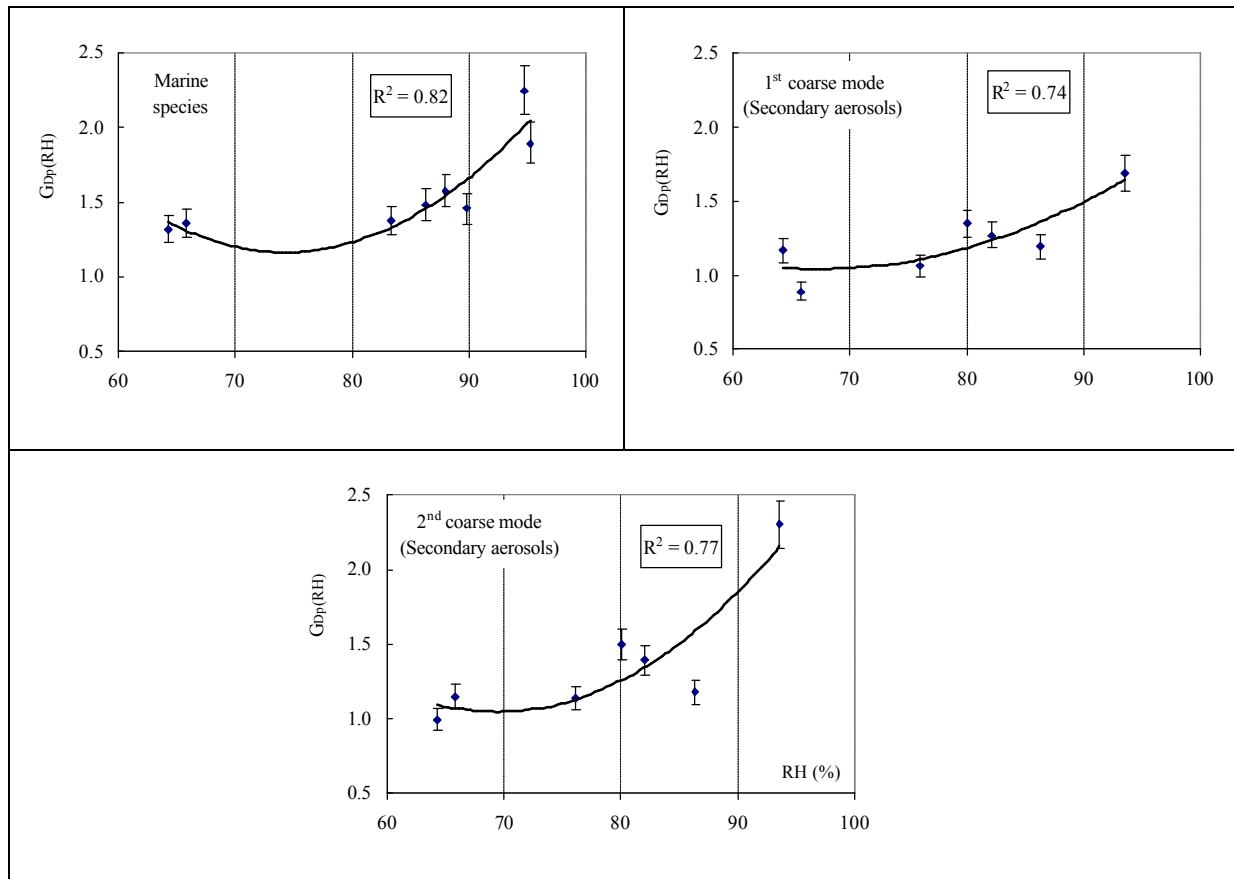 2.5
2.0
1.5
1.0
0.5
G_Dp(RH)
Marine
species
R² = 0.82
60 70 80 90 100
2.5
2.0
1.5
1.0
0.5
G_Dp(RH)
1st coarse mode
(Secondary aerosols)
R² = 0.74
60 70 80 90 100
2.5
2.0
1.5
1.0
0.5
G_Dp(RH)
2nd coarse mode
(Secondary aerosols)
R² = 0.77
RH (%)
60 70 80 90 100